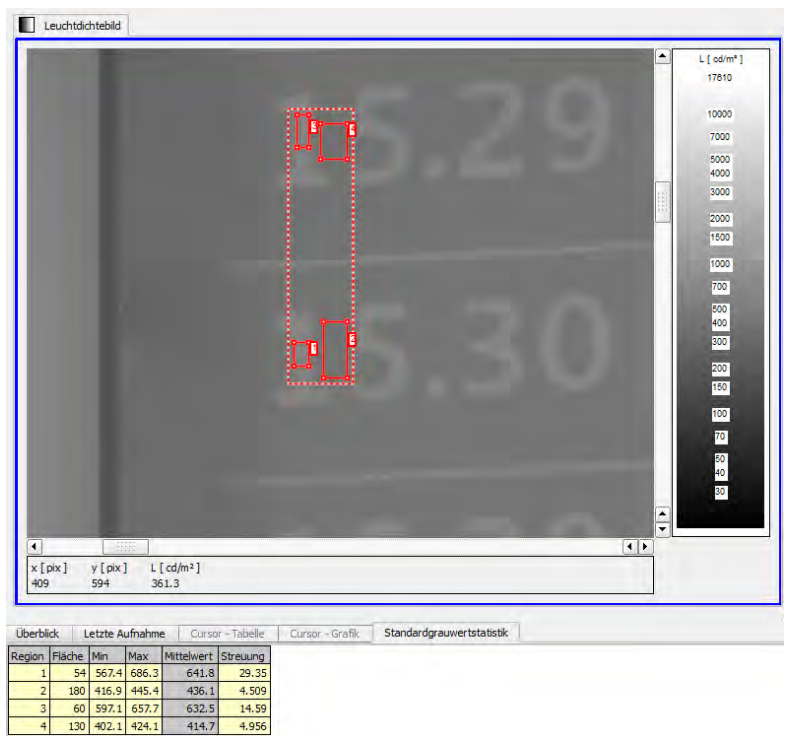 Leuchtdichtebild
15.29
15.30
L [ cd/m² ]
17810
10000
7000
5000
4000
3000
2000
1500
1000
700
500
400
300
200
150
100
70
50
40
30
x [ pix ] y [ pix ] L [ cd/m² ]
409 594 361.3
Überblick Letzte Aufnahme Cursor - Tabelle Cursor - Grafik Standardgrauwertstatistik
Region Fläche Min Max Mittelwert Streuung
1 54 567.4 686.3 641.8 29.35
2 180 416.9 445.4 436.1 4.509
3 60 597.1 657.7 632.5 14.59
4 130 402.1 424.1 414.7 4.956